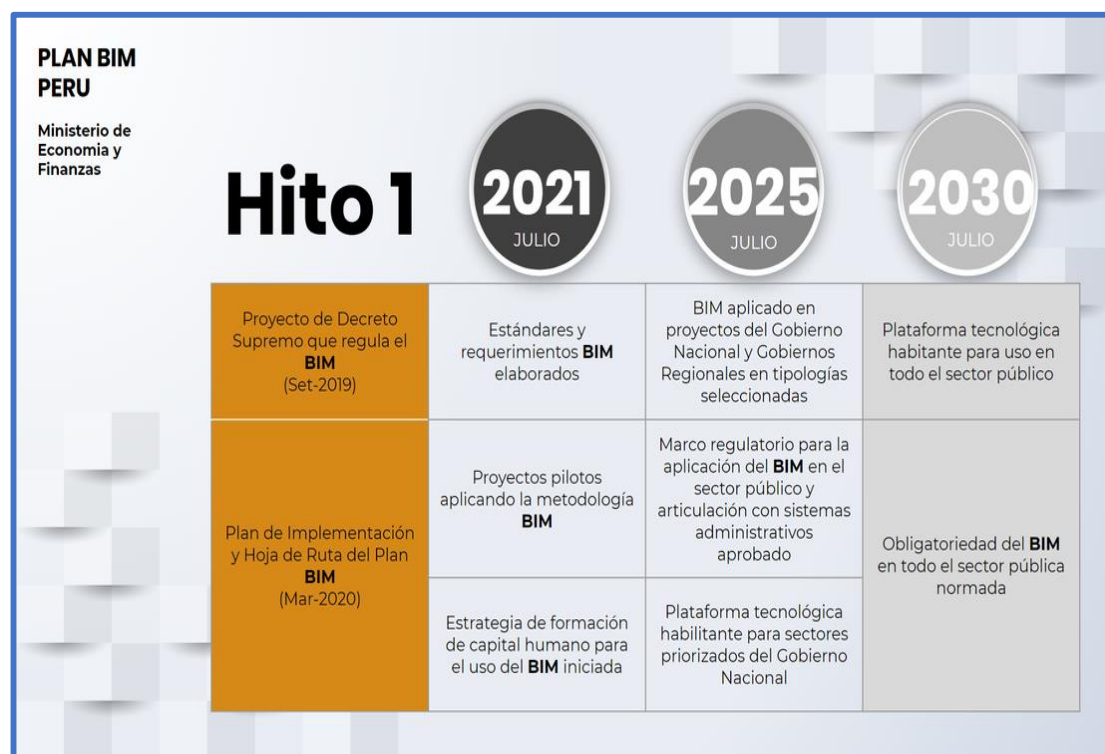 PLAN BIM
PERU
Ministerio de
Economia y
Finanzas
Hito 1
2021
JULIO
2025
JULIO
2030
JULIO
Proyecto de Decreto
Supremo que regula el
BIM
(Set-2019)
Estándares y
requerimientos BIM
elaborados
BIM aplicado en
proyectos del Gobierno
Nacional y Gobiernos
Regionales en tipologías
seleccionadas
Plataforma tecnológica
habitante para uso en
todo el sector público
Plan de Implementación
y Hoja de Ruta del Plan
BIM
(Mar-2020)
Proyectos pilotos
aplicando la metodología
BIM
Marco regulatorio para la
aplicación del BIM en el
sector público y
articulación con sistemas
administrativos
aprobado
Obligatoriedad del BIM
en todo el sector pública
normada
Estrategia de formación
de capital humano para
el uso del BIM iniciada
Plataforma tecnológica
habilitante para sectores
priorizados del Gobierno
Nacional